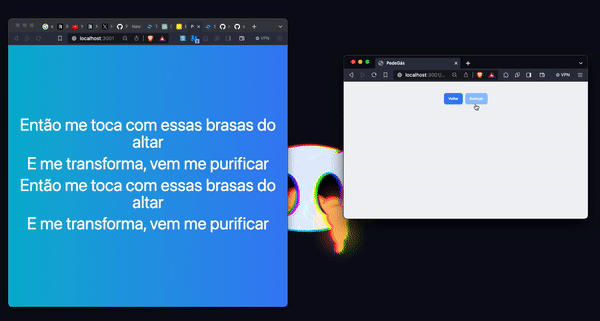 New
localhost:3001
VPN
Então me toca com essas brasas do
altar
E me transforma, vem me purificar
Então me toca com essas brasas do
altar
E me transforma, vem me purificar
PedeGás
localhost:3001/
VPN
Voltar
Avançar